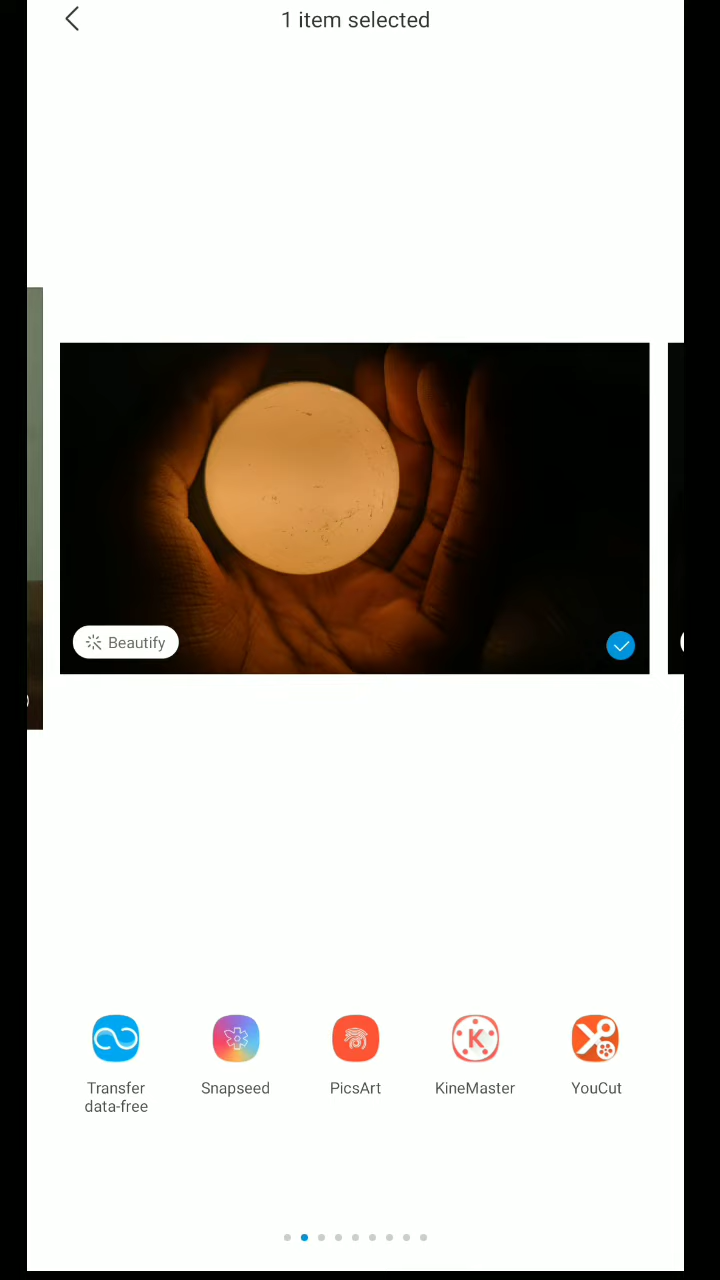 1 item selected
Beautify
Transfer
data-free
Snapseed
PicsArt
K
KineMaster
YouCut